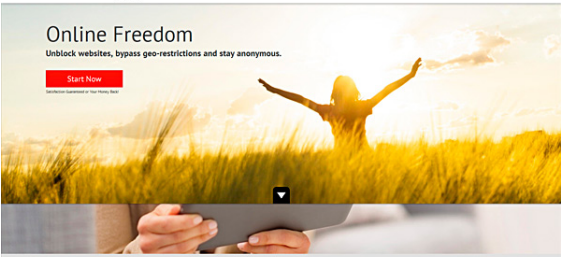 Online Freedom
Unblock websites, bypass geo-restrictions and stay anonymous.
Start Now
Satisfaction Guaranteed or Your Money Back!